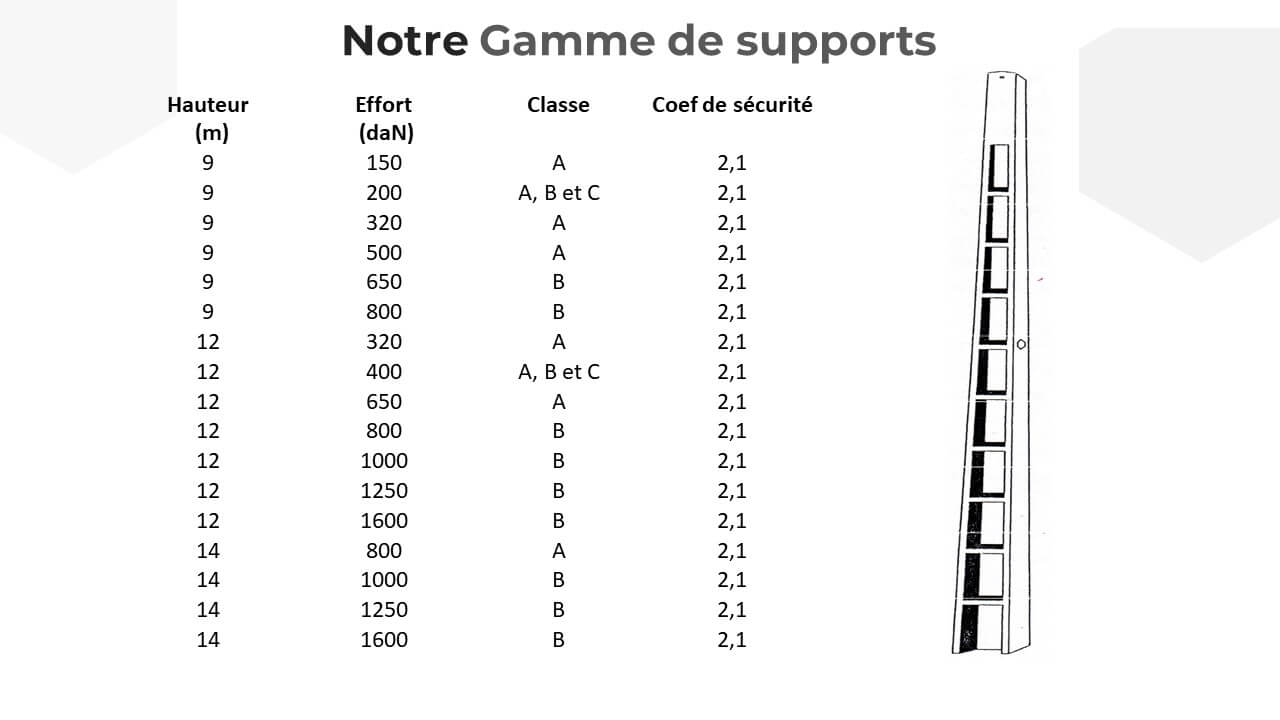 Notre Gamme de supports
Hauteur (m) Effort (daN) Classe Coef de sécurité
9 150 A 2,1
9 200 A, B et C 2,1
9 320 A 2,1
9 500 A 2,1
9 650 B 2,1
9 800 B 2,1
12 320 A 2,1
12 400 A, B et C 2,1
12 650 A 2,1
12 800 B 2,1
12 1000 B 2,1
12 1250 B 2,1
12 1600 B 2,1
14 800 A 2,1
14 1000 B 2,1
14 1250 B 2,1
14 1600 B 2,1